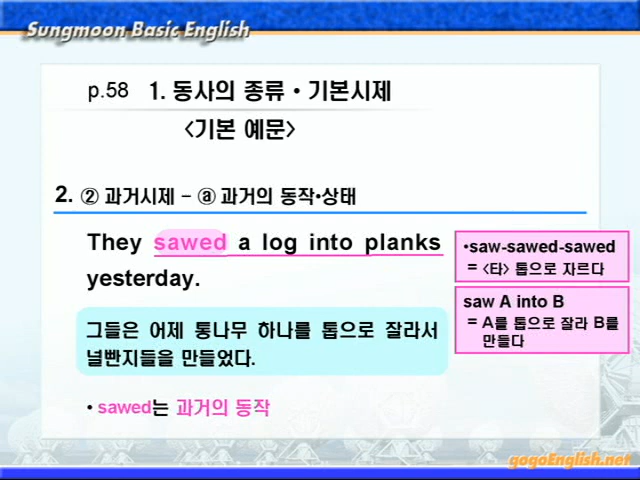 Sungmoon Basic English
p.58 1. 동사의 종류 • 기본시제
<기본 예문>
2. ② 과거시제 - ⓐ 과거의 동작•상태
They sawed a log into planks
yesterday.
•saw-sawed-sawed
= <타> 톱으로 자르다
saw A into B
= A를 톱으로 잘라 B를
만들다
그들은 어제 통나무 하나를 톱으로 잘라서
널빤지들을 만들었다.
• sawed는 과거의 동작
gogoEnglish.net